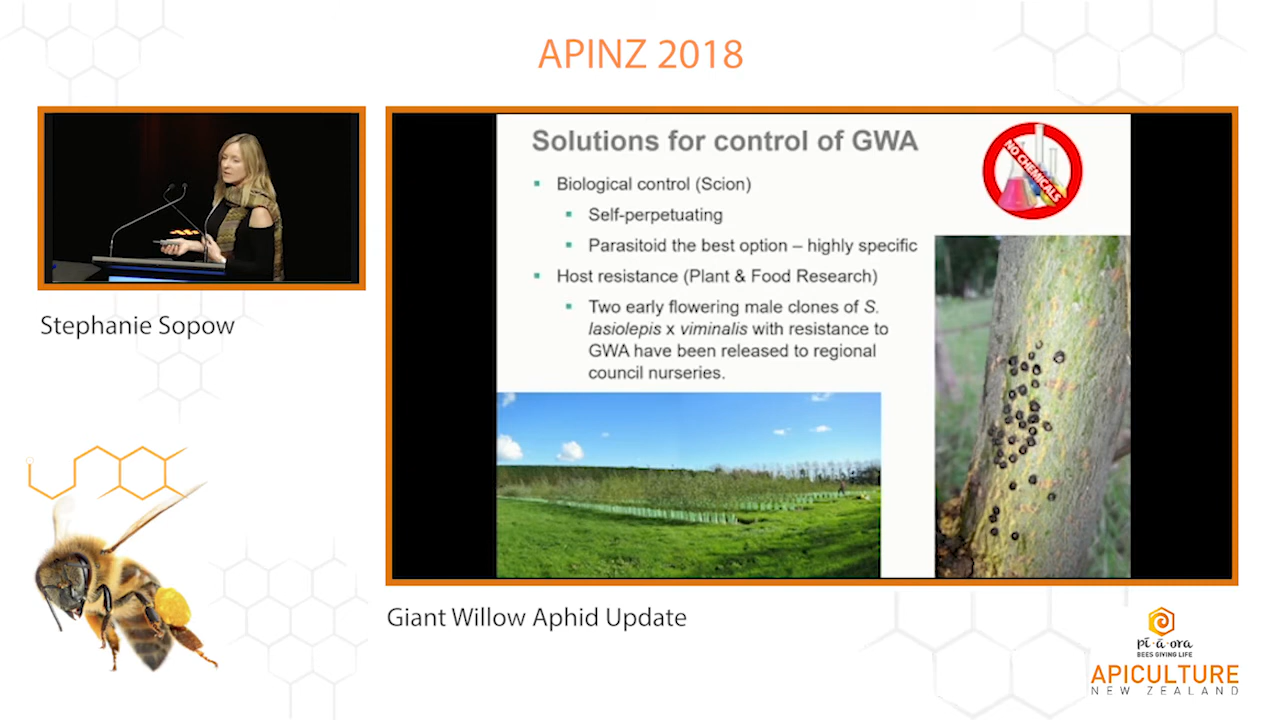 APINZ 2018
Stephanie Sopow
Solutions for control of GWA
NO CHEMICALS
Biological control (Scion)
Self-perpetuating
Parasitoid the best option – highly specific
Host resistance (Plant & Food Research)
Two early flowering male clones of S.
lasiolepis x viminalis with resistance to
GWA have been released to regional
council nurseries.
Giant Willow Aphid Update
pī-ā-ora
BEES GIVING LIFE
APICULTURE
NEW ZEALAND